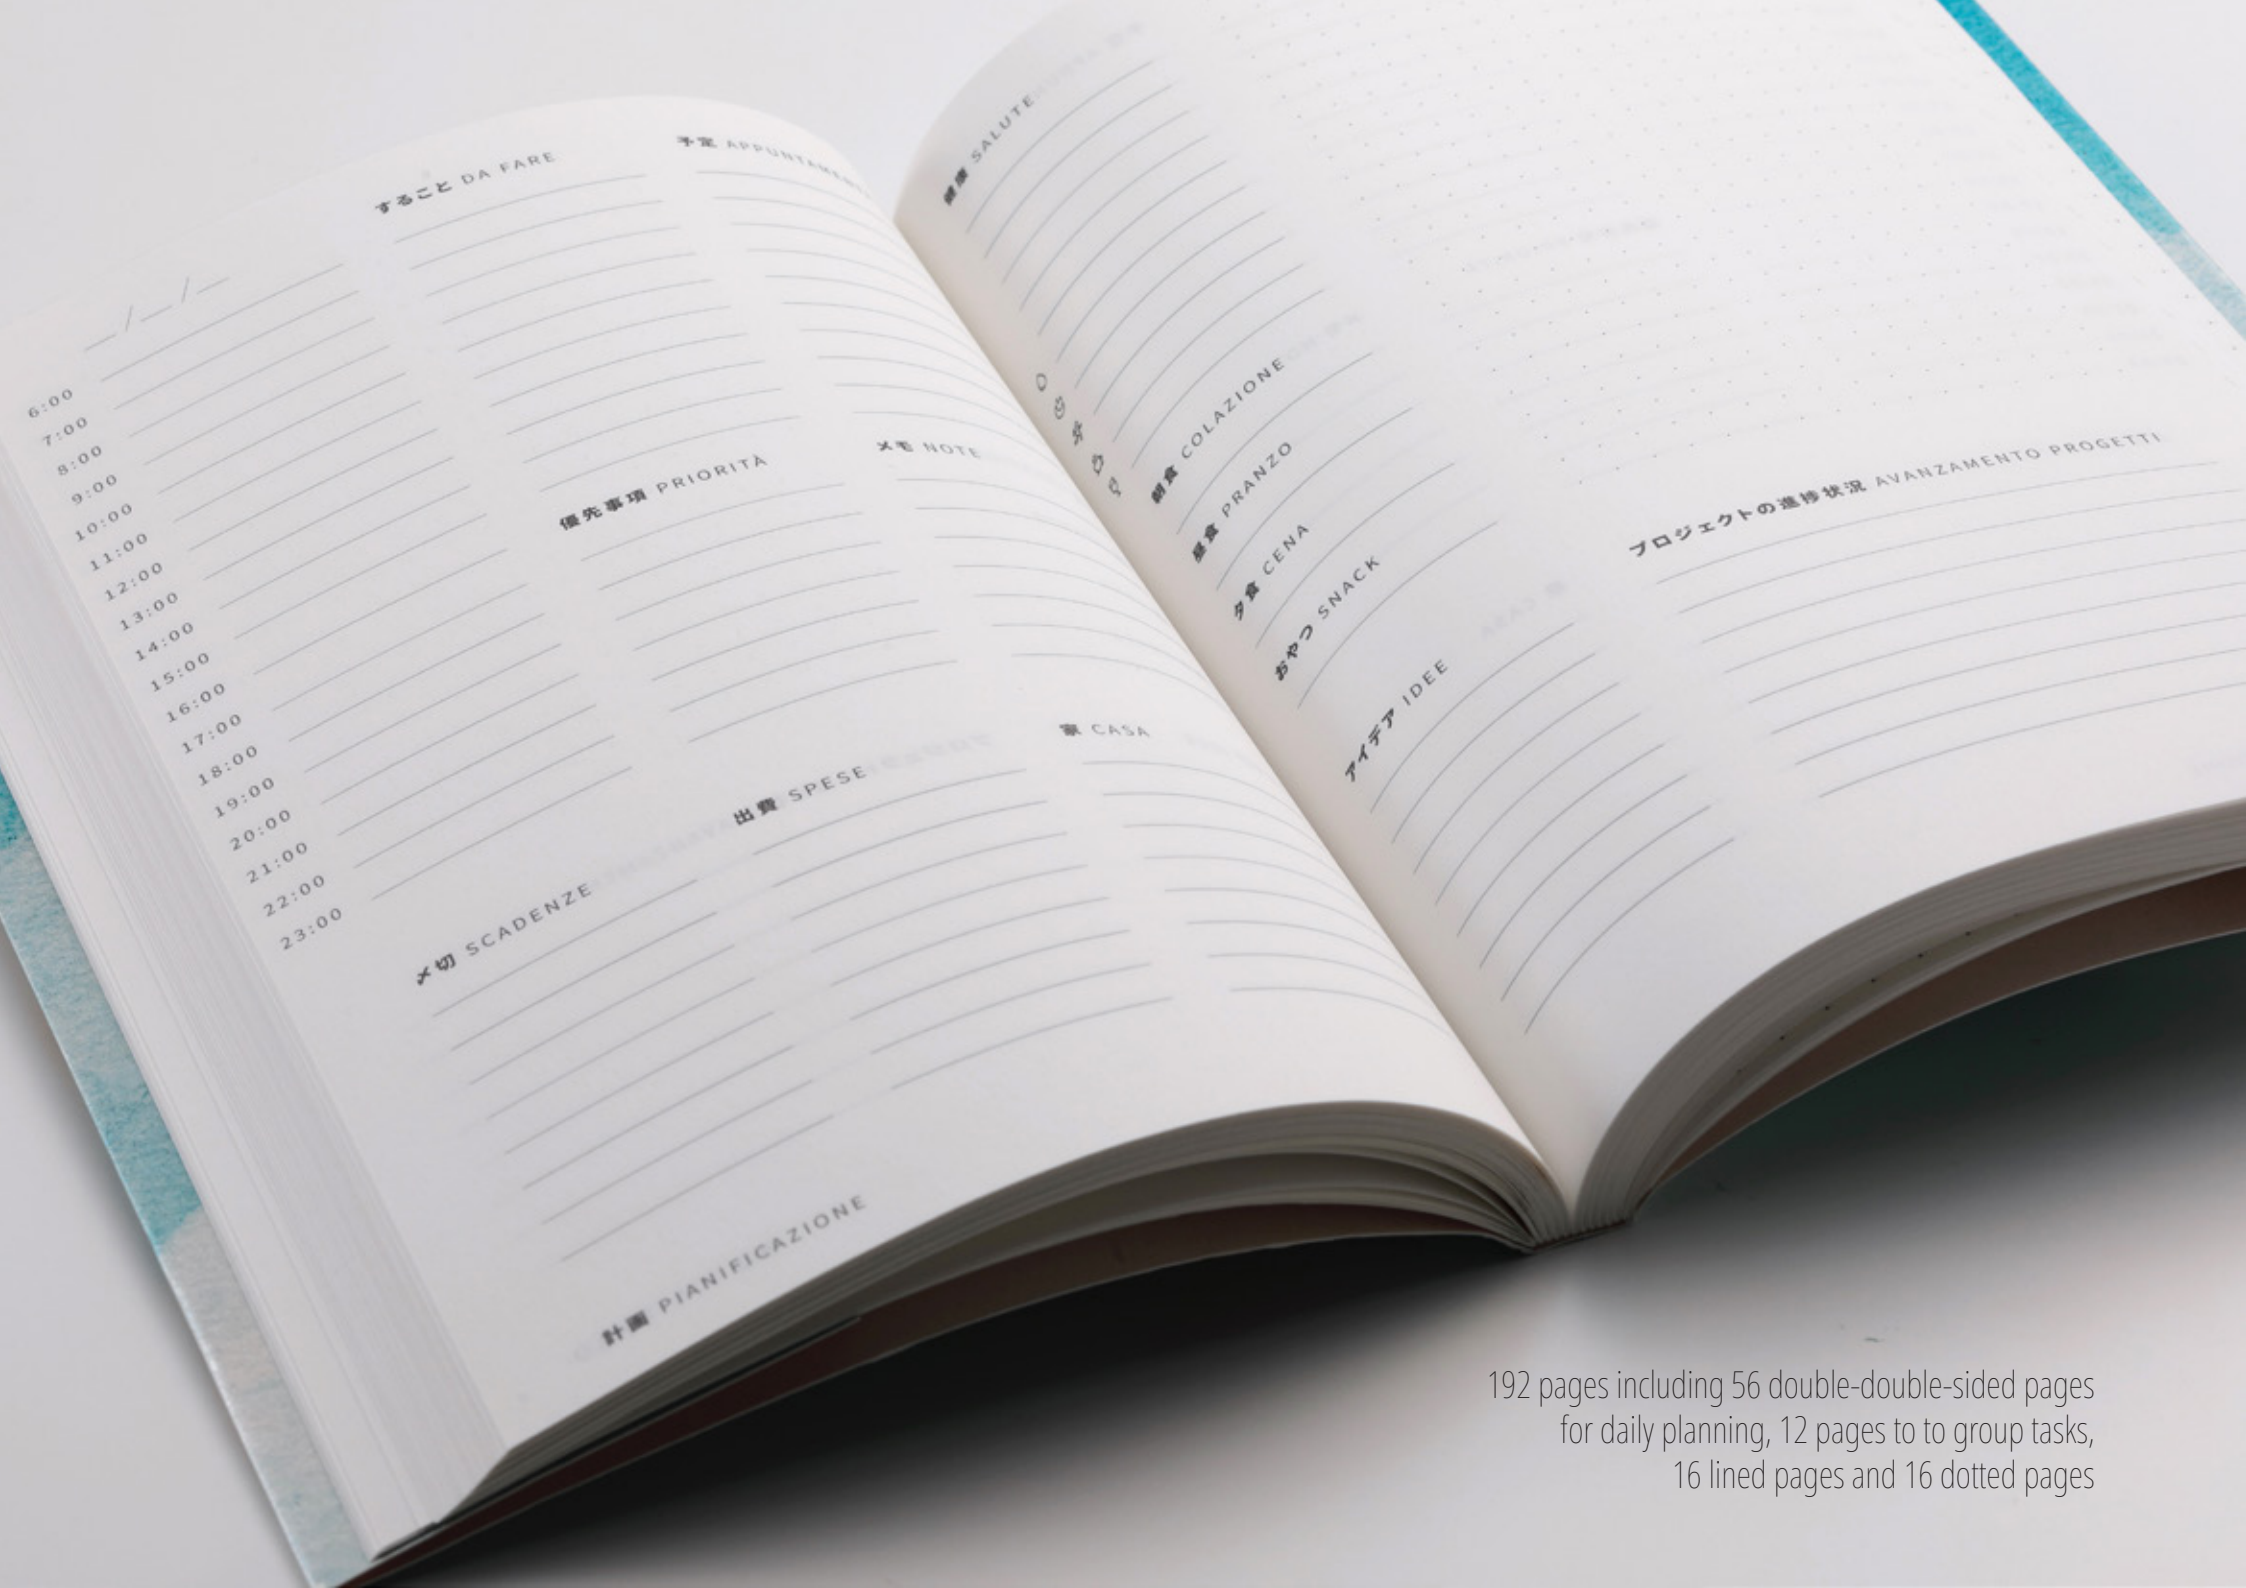 __/__/__
6:00
7:00
8:00
9:00
10:00
11:00
12:00
13:00
14:00
15:00
16:00
17:00
18:00
19:00
20:00
21:00
22:00
23:00
すること DA FARE
予定 APPUNTAMENTI
優先事項 PRIORITÀ
メモ NOTE
〆切 SCADENZE
出費 SPESE
家 CASA
計画 PIANIFICAZIONE
健康 SALUTE
朝食 COLAZIONE
昼食 PRANZO
夕食 CENA
おやつ SNACK
アイデア IDEE
プロジェクトの進捗状況 AVANZAMENTO PROGETTI
192 pages including 56 double-double-sided pages
for daily planning, 12 pages to to group tasks,
16 lined pages and 16 dotted pages